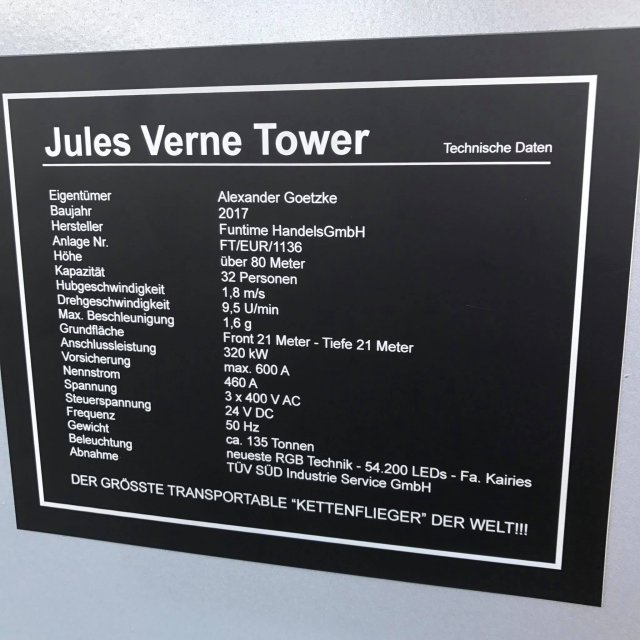 Jules Verne Tower Technische Daten
Eigentümer Alexander Goetzke
Baujahr 2017
Hersteller Funtime HandelsGmbH
Anlage Nr. FT/EUR/1136
Höhe über 80 Meter
Kapazität 32 Personen
Hubgeschwindigkeit 1,8 m/s
Drehgeschwindigkeit 9,5 U/min
Max. Beschleunigung 1,6 g
Grundfläche Front 21 Meter - Tiefe 21 Meter
Anschlussleistung 320 kW
Vorsicherung max. 600 A
Nennstrom 460 A
Spannung 3 x 400 V AC
Steuerspannung 24 V DC
Frequenz 50 Hz
Gewicht ca. 135 Tonnen
Beleuchtung neueste RGB Technik - 54.200 LEDs - Fa. Kairies
Abnahme TÜV SÜD Industrie Service GmbH
DER GRÖSSTE TRANSPORTABLE "KETTENFLIEGER" DER WELT!!!